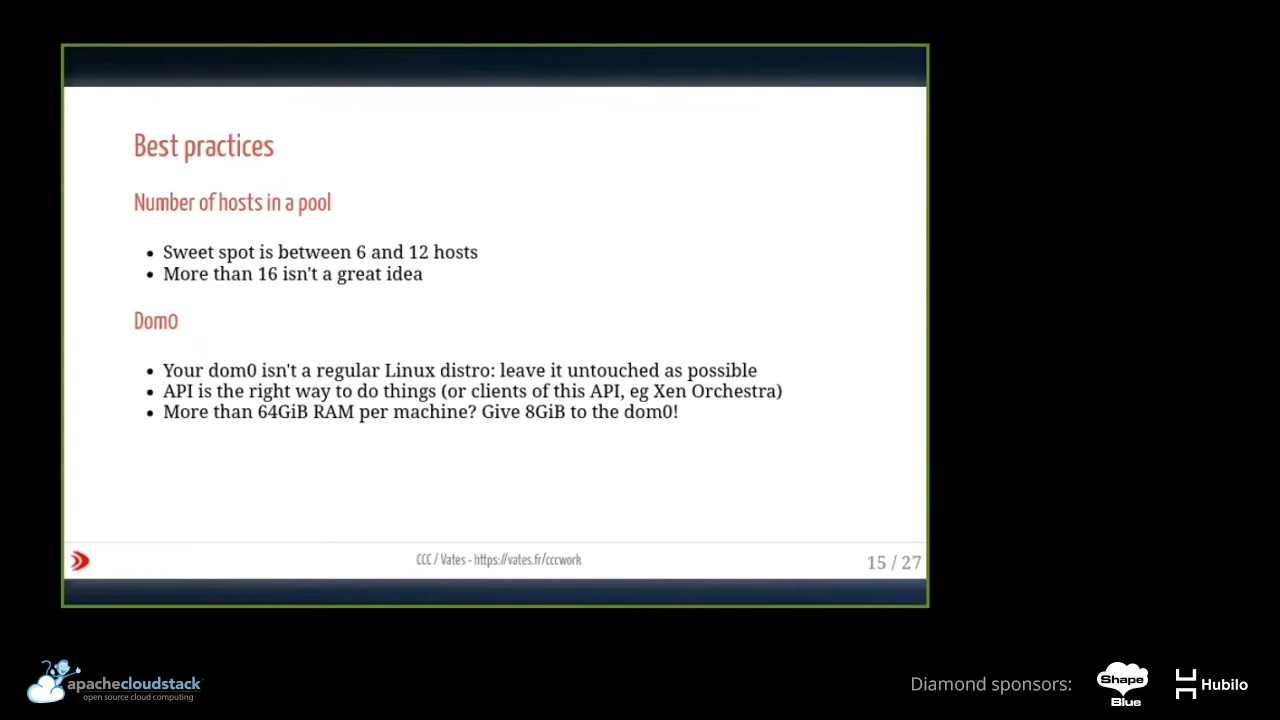 Best practices
Number of hosts in a pool
• Sweet spot is between 6 and 12 hosts
• More than 16 isn't a great idea
Dom0
• Your dom0 isn't a regular Linux distro: leave it untouched as possible
• API is the right way to do things (or clients of this API, eg Xen Orchestra)
• More than 64GiB RAM per machine? Give 8GiB to the dom0!
CCC / Vates - https://vates.fr/cccwork
15 / 27
apachecloudstack
open source cloud computing
Diamond sponsors:
Shape
Blue
Hubilo